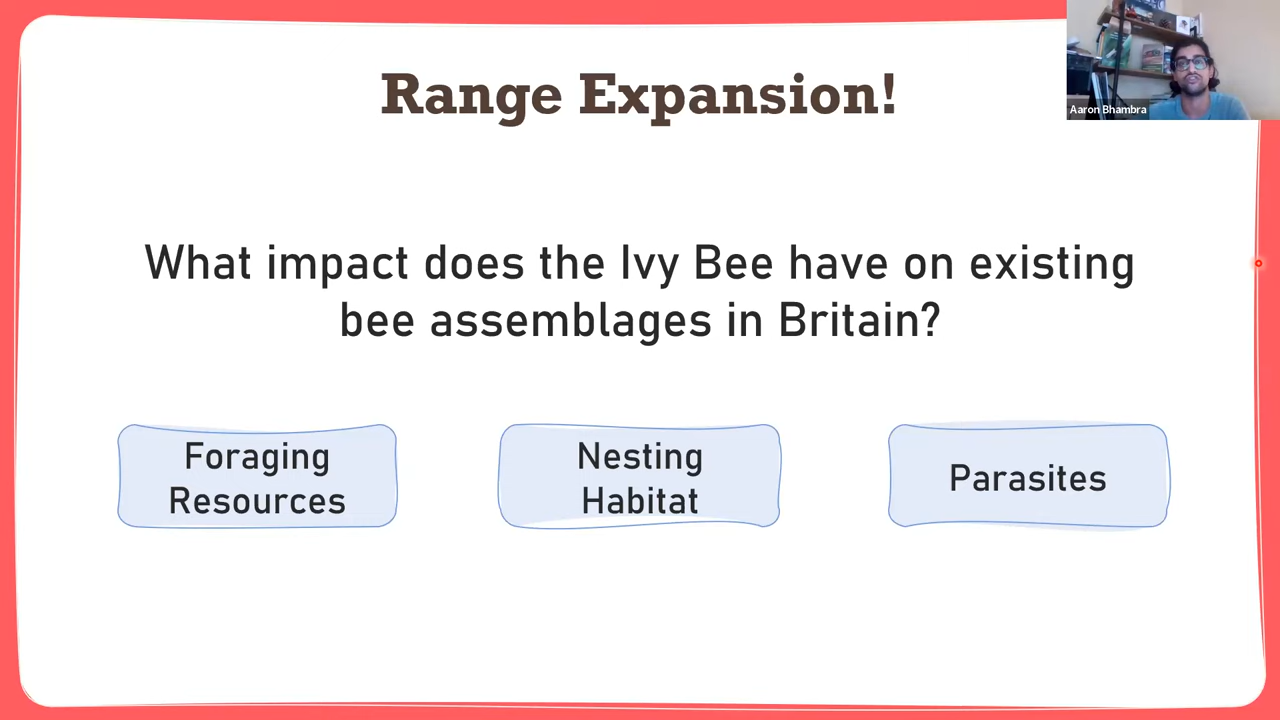 Range Expansion!
Aaron Bhambra
What impact does the Ivy Bee have on existing
bee assemblages in Britain?
Foraging
Resources
Nesting
Habitat
Parasites